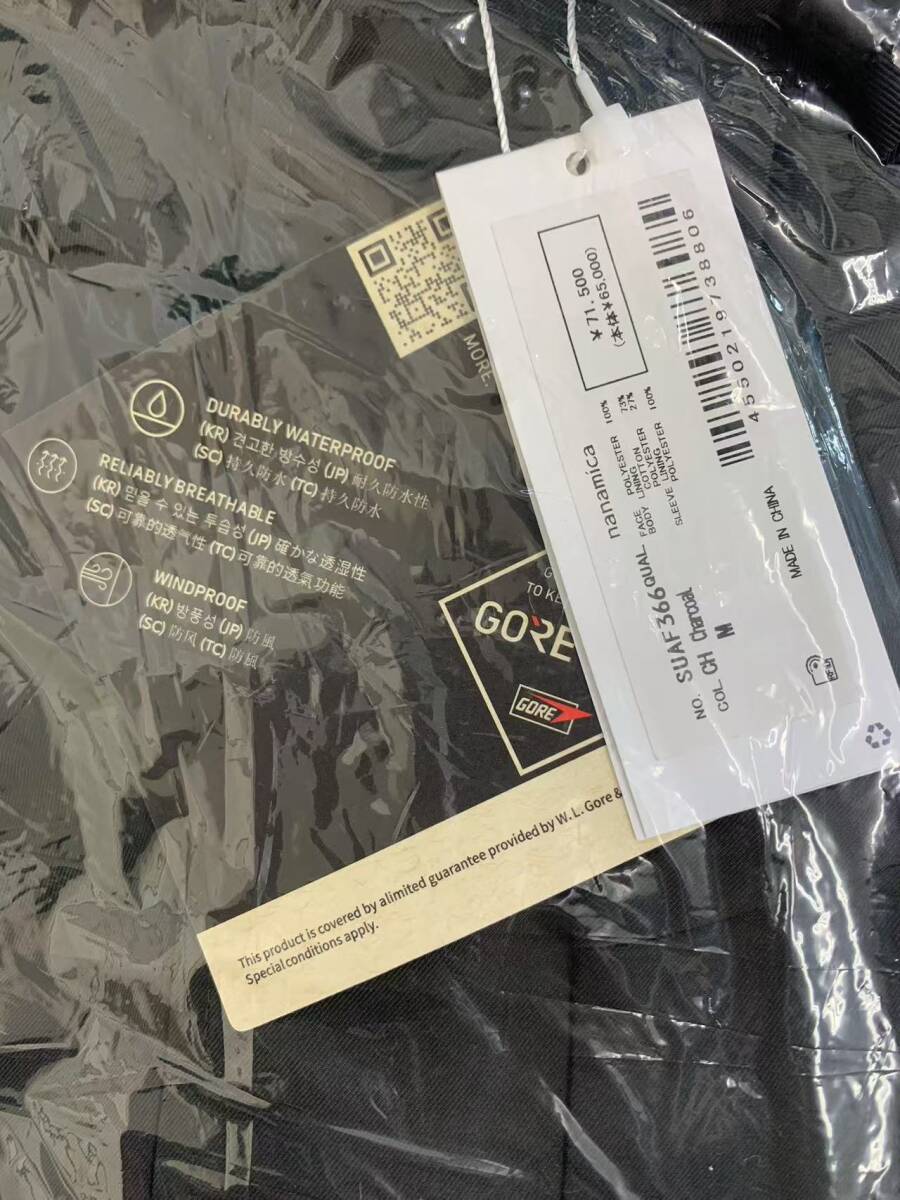 MORE
DURABLY WATERPROOF
(KR) 견고한 방수성 (JP) 耐久防水性
(SC) 持久防水 (TC) 持久防水
RELIABLY BREATHABLE
(KR) 믿을 수 있는 투습성 (JP) 確かな透湿性
(SC) 可靠的透气性 (TC) 可靠的透氣功能
WINDPROOF
(KR) 방풍성 (JP) 防風
(SC) 防风 (TC) 防風
TO KE
GORE
GORE
This product is covered by a limited guarantee provided by W. L. Gore &
Special conditions apply.
¥71.500
(本体¥65.000)
4550219738806
nanamica
FACE POLYESTER 100%
BODY LINING COTTON 73%
POLYESTER 27%
SLEEVE LINING POLYESTER 100%
NO. SUAF366QUAL
COL. CH Charcoal
M
MADE IN CHINA